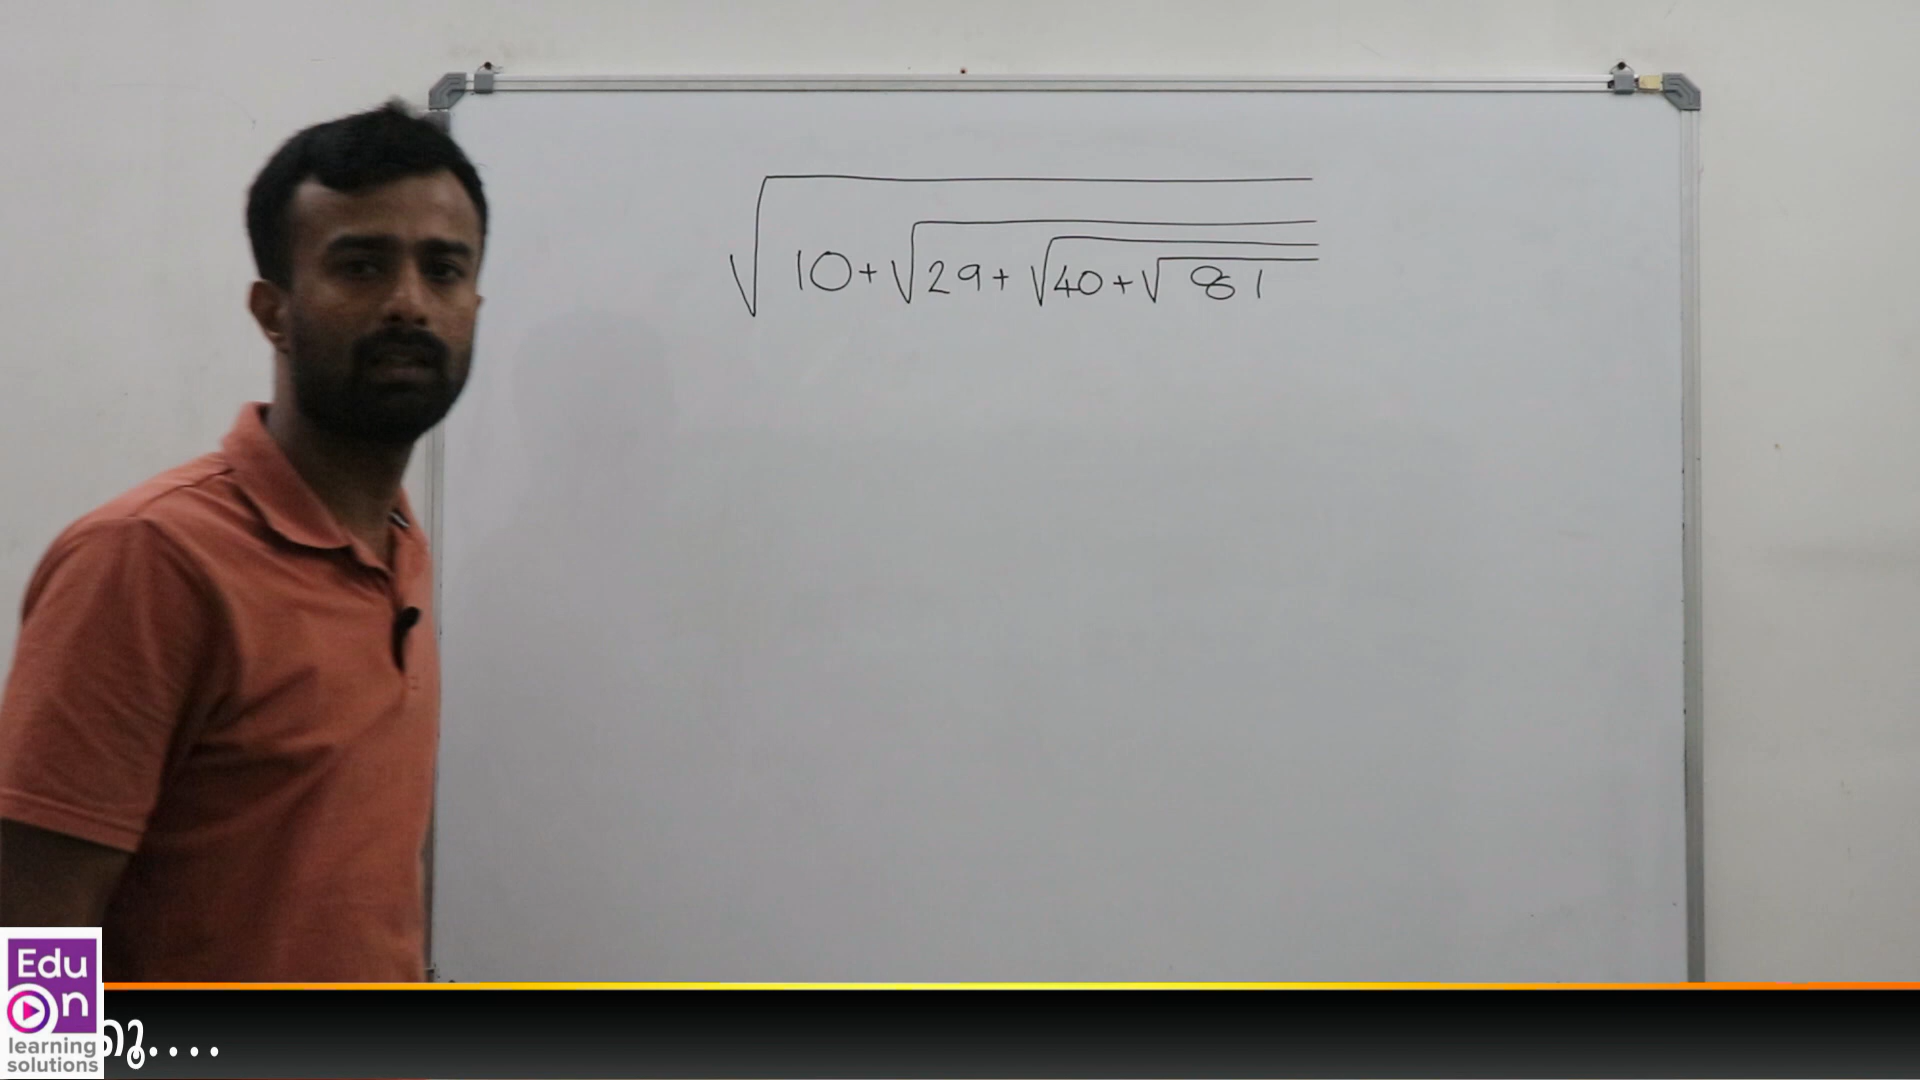 √(10+√(29+√(40+√81)))
Edu
On
learning
solutions